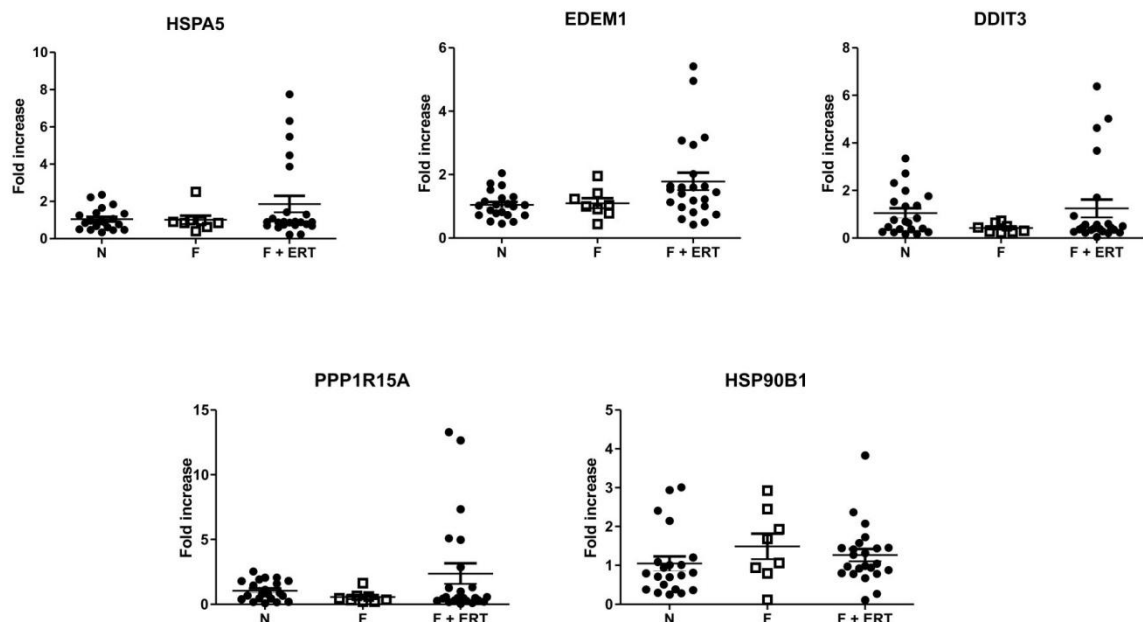 HSPA5
Fold increase
10
8
6
4
2
0
N
F
F + ERT
EDEM1
Fold increase
6
4
2
0
N
F
F + ERT
DDIT3
Fold increase
8
6
4
2
0
N
F
F + ERT
PPP1R15A
Fold increase
15
10
5
0
N
F
F + ERT
HSP90B1
Fold increase
5
4
3
2
1
0
N
F
F + ERT